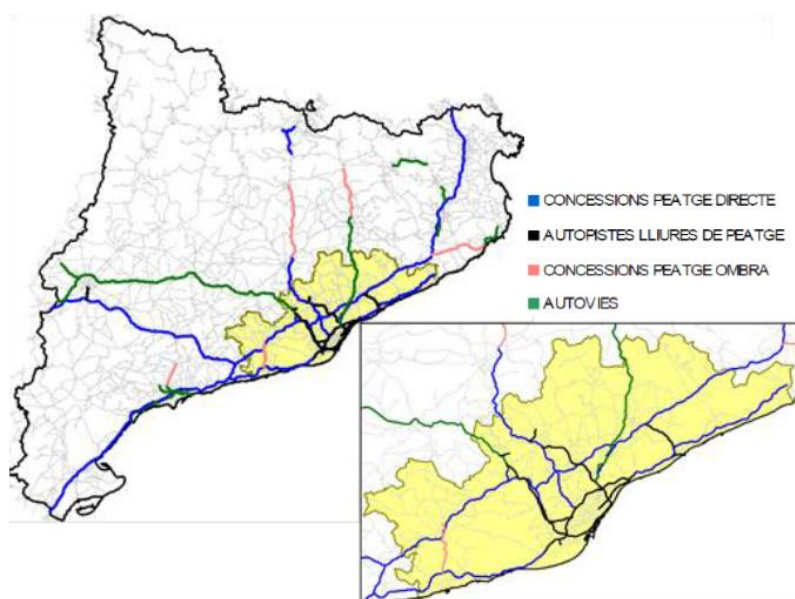 CONCESSIONS PEATGE DIRECTE
AUTOPISTES LLIURES DE PEATGE
CONCESSIONS PEATGE OMBRA
AUTOVIES